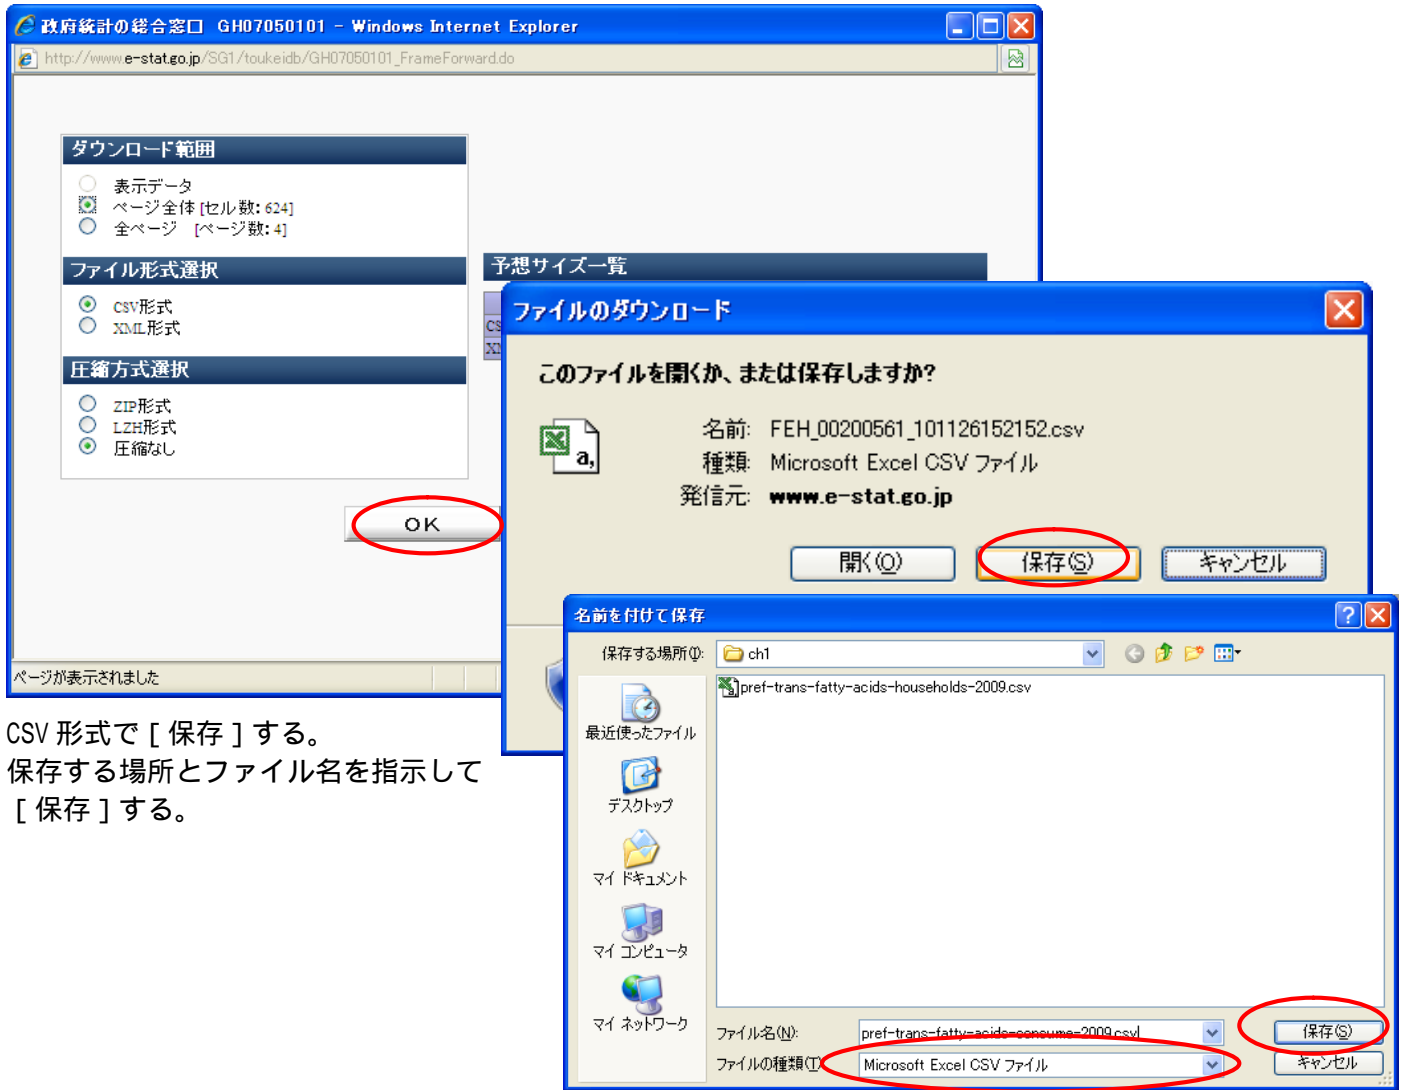 政府統計の総合窓口 GH07050101 - Windows Internet Explorer
http://www.e-stat.go.jp/SG1/toukeidb/GH07050101_FrameForward.do
ダウンロード範囲
表示データ
ページ全体 [セル数: 624]
全ページ [ページ数: 4]
ファイル形式選択
CSV形式
XML形式
圧縮方式選択
ZIP形式
LZH形式
圧縮なし
予想サイズ一覧
OK
ページが表示されました
ファイルのダウンロード
このファイルを開くか、または保存しますか?
名前: FEH_00200561_101126152152.csv
種類: Microsoft Excel CSV ファイル
発信元: www.e-stat.go.jp
開く(O) 保存(S) キャンセル
名前を付けて保存
保存する場所(I): ch1
pref-trans-fatty-acids-households-2009.csv
最近使ったファイル
デスクトップ
マイ ドキュメント
マイ コンピュータ
マイ ネットワーク
ファイル名(N): pref-trans-fatty-acids-consume-2009.csv 保存(S)
ファイルの種類(T): Microsoft Excel CSV ファイル キャンセル
CSV 形式で [ 保存 ] する。
保存する場所とファイル名を指示して
[ 保存 ] する。